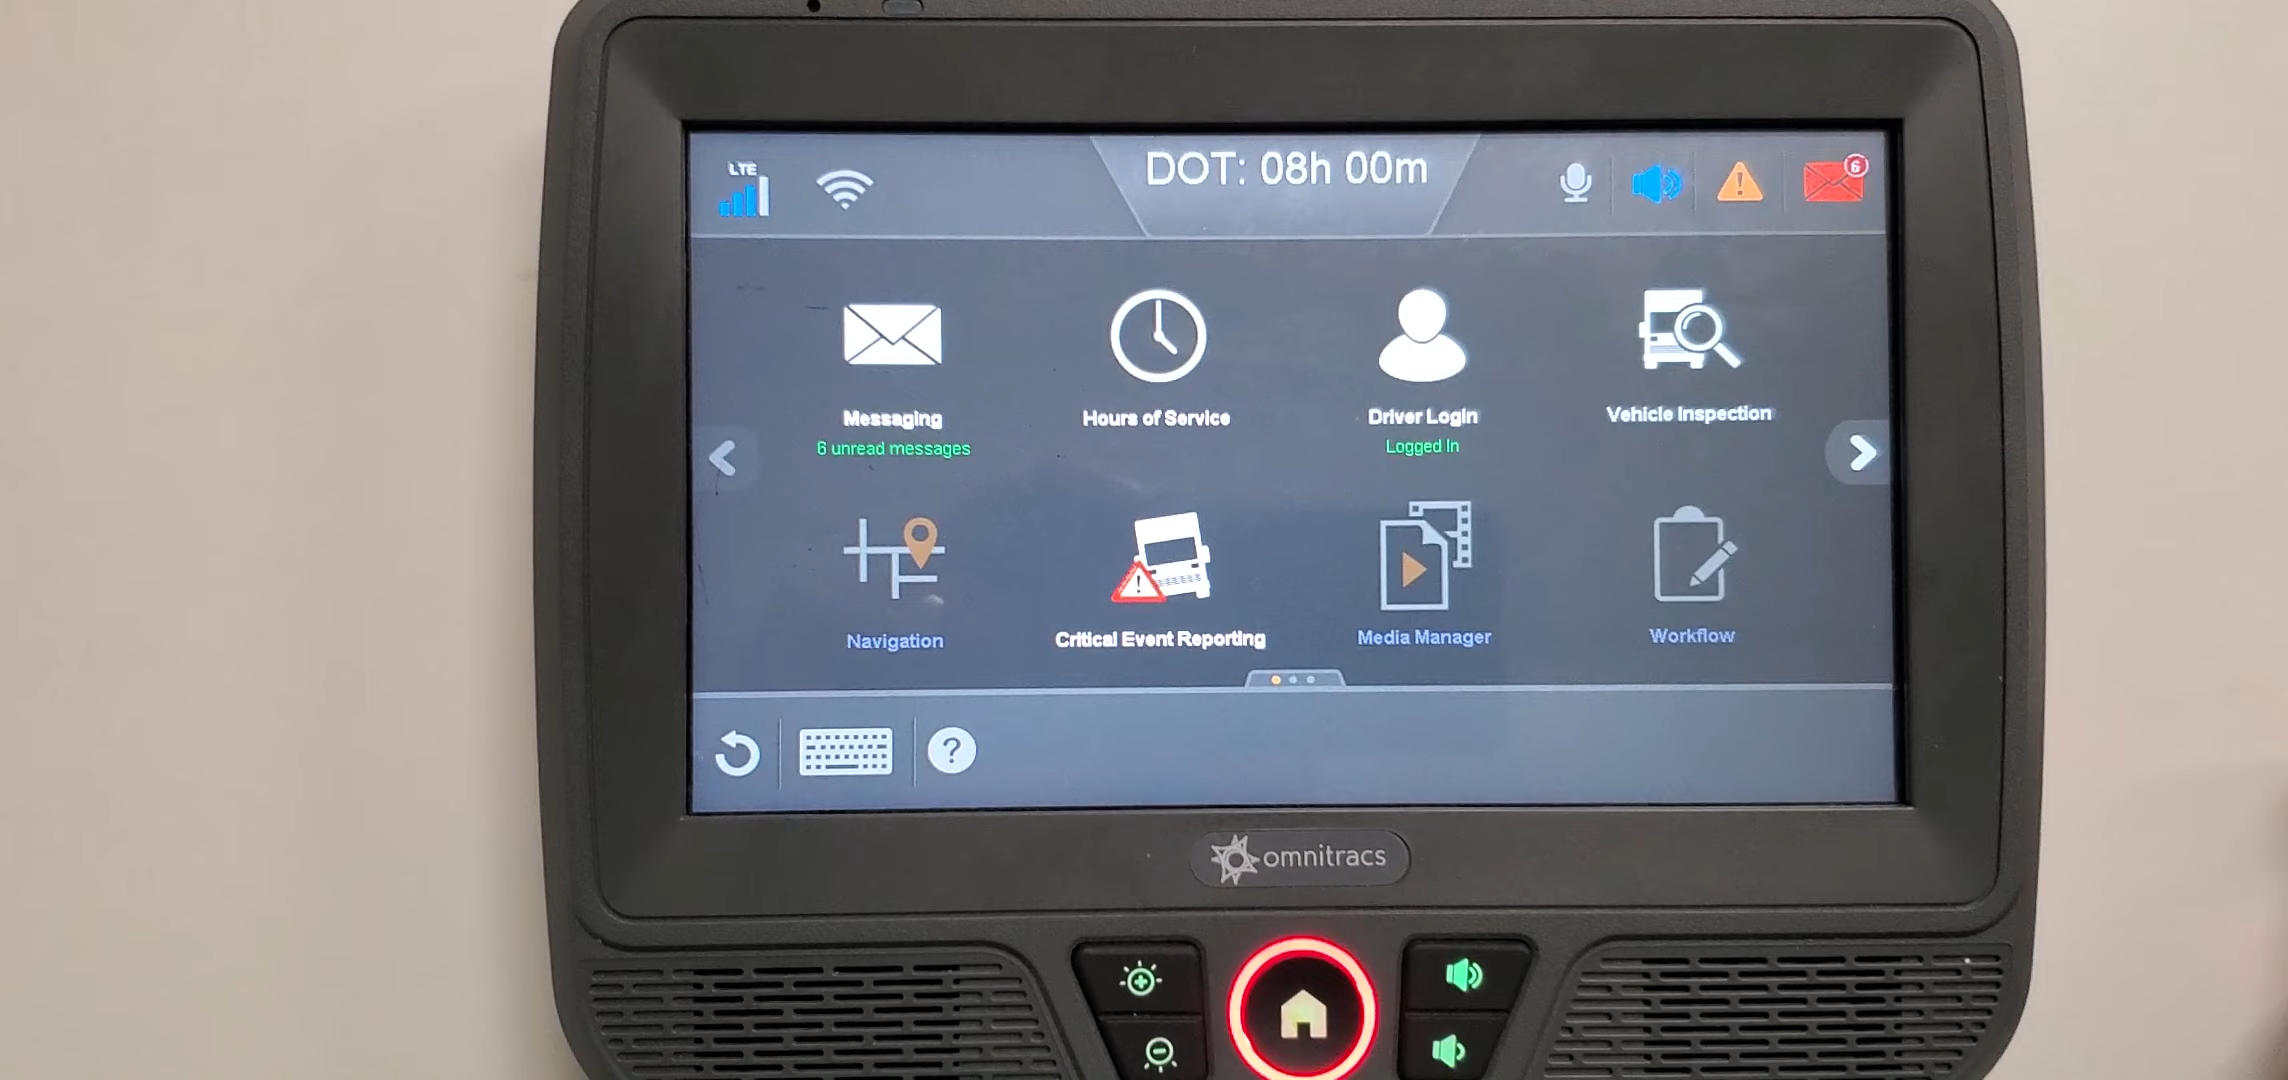 LTE
DOT: 08h 00m
6
Messaging
6 unread messages
Hours of Service
Driver Login
Logged In
Vehicle Inspection
Navigation
Critical Event Reporting
Media Manager
Workflow
?
omnitracs